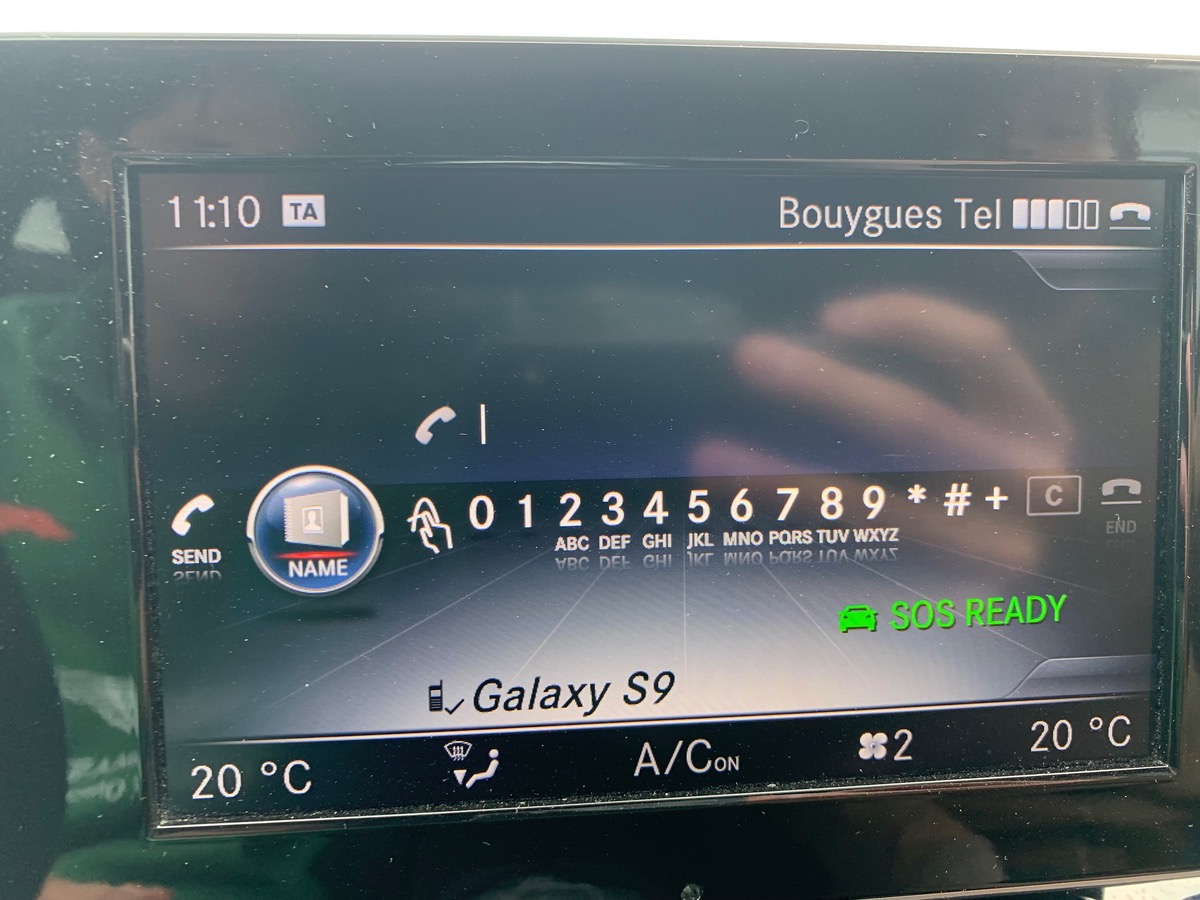 11:10 TA Bouygues Tel
SEND NAME 0 1 2 3 4 5 6 7 8 9 * # + C END
ABC DEF GHI JKL MNO PQRS TUV WXYZ
SOS READY
Galaxy S9
20 °C A/C ON 2 20 °C